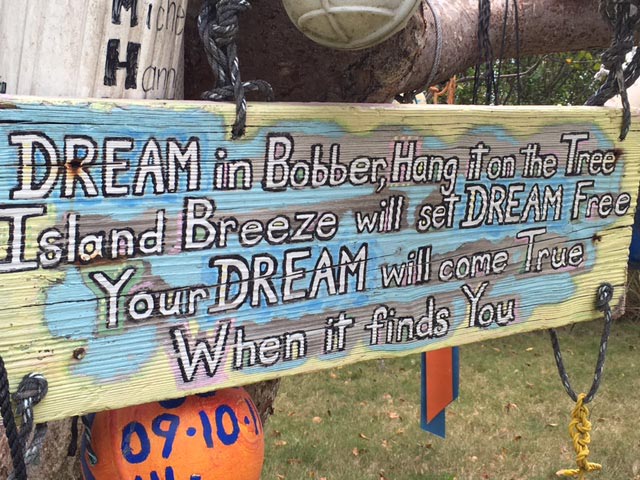 DREAM in Bobber, Hang it on the Tree
Island Breeze will set DREAM Free
Your DREAM will come True
When it finds You
09-10-1